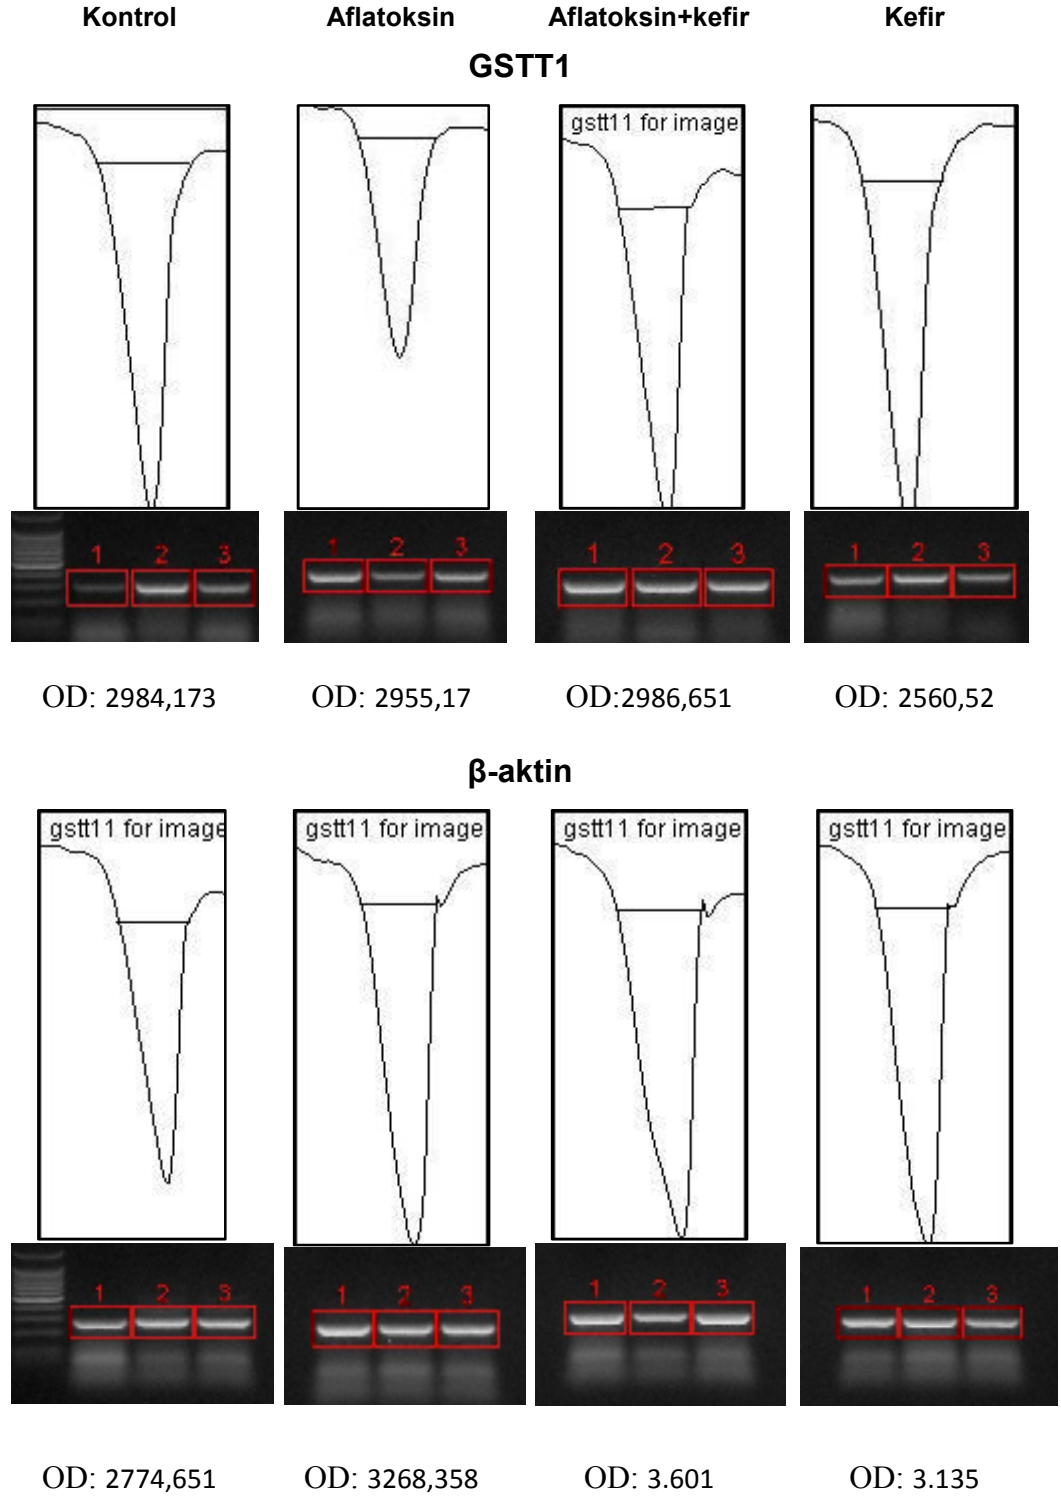 Kontrol Aflatoksin Aflatoksin+kefir Kefir
GSTT1
gstt11 for image
1 2 3 1 2 3 1 2 3 1 2 3
OD: 2984,173 OD: 2955,17 OD:2986,651 OD: 2560,52
β-aktin
gstt11 for image gstt11 for image gstt11 for image gstt11 for image
1 2 3 1 2 3 1 2 3 1 2 3
OD: 2774,651 OD: 3268,358 OD: 3.601 OD: 3.135